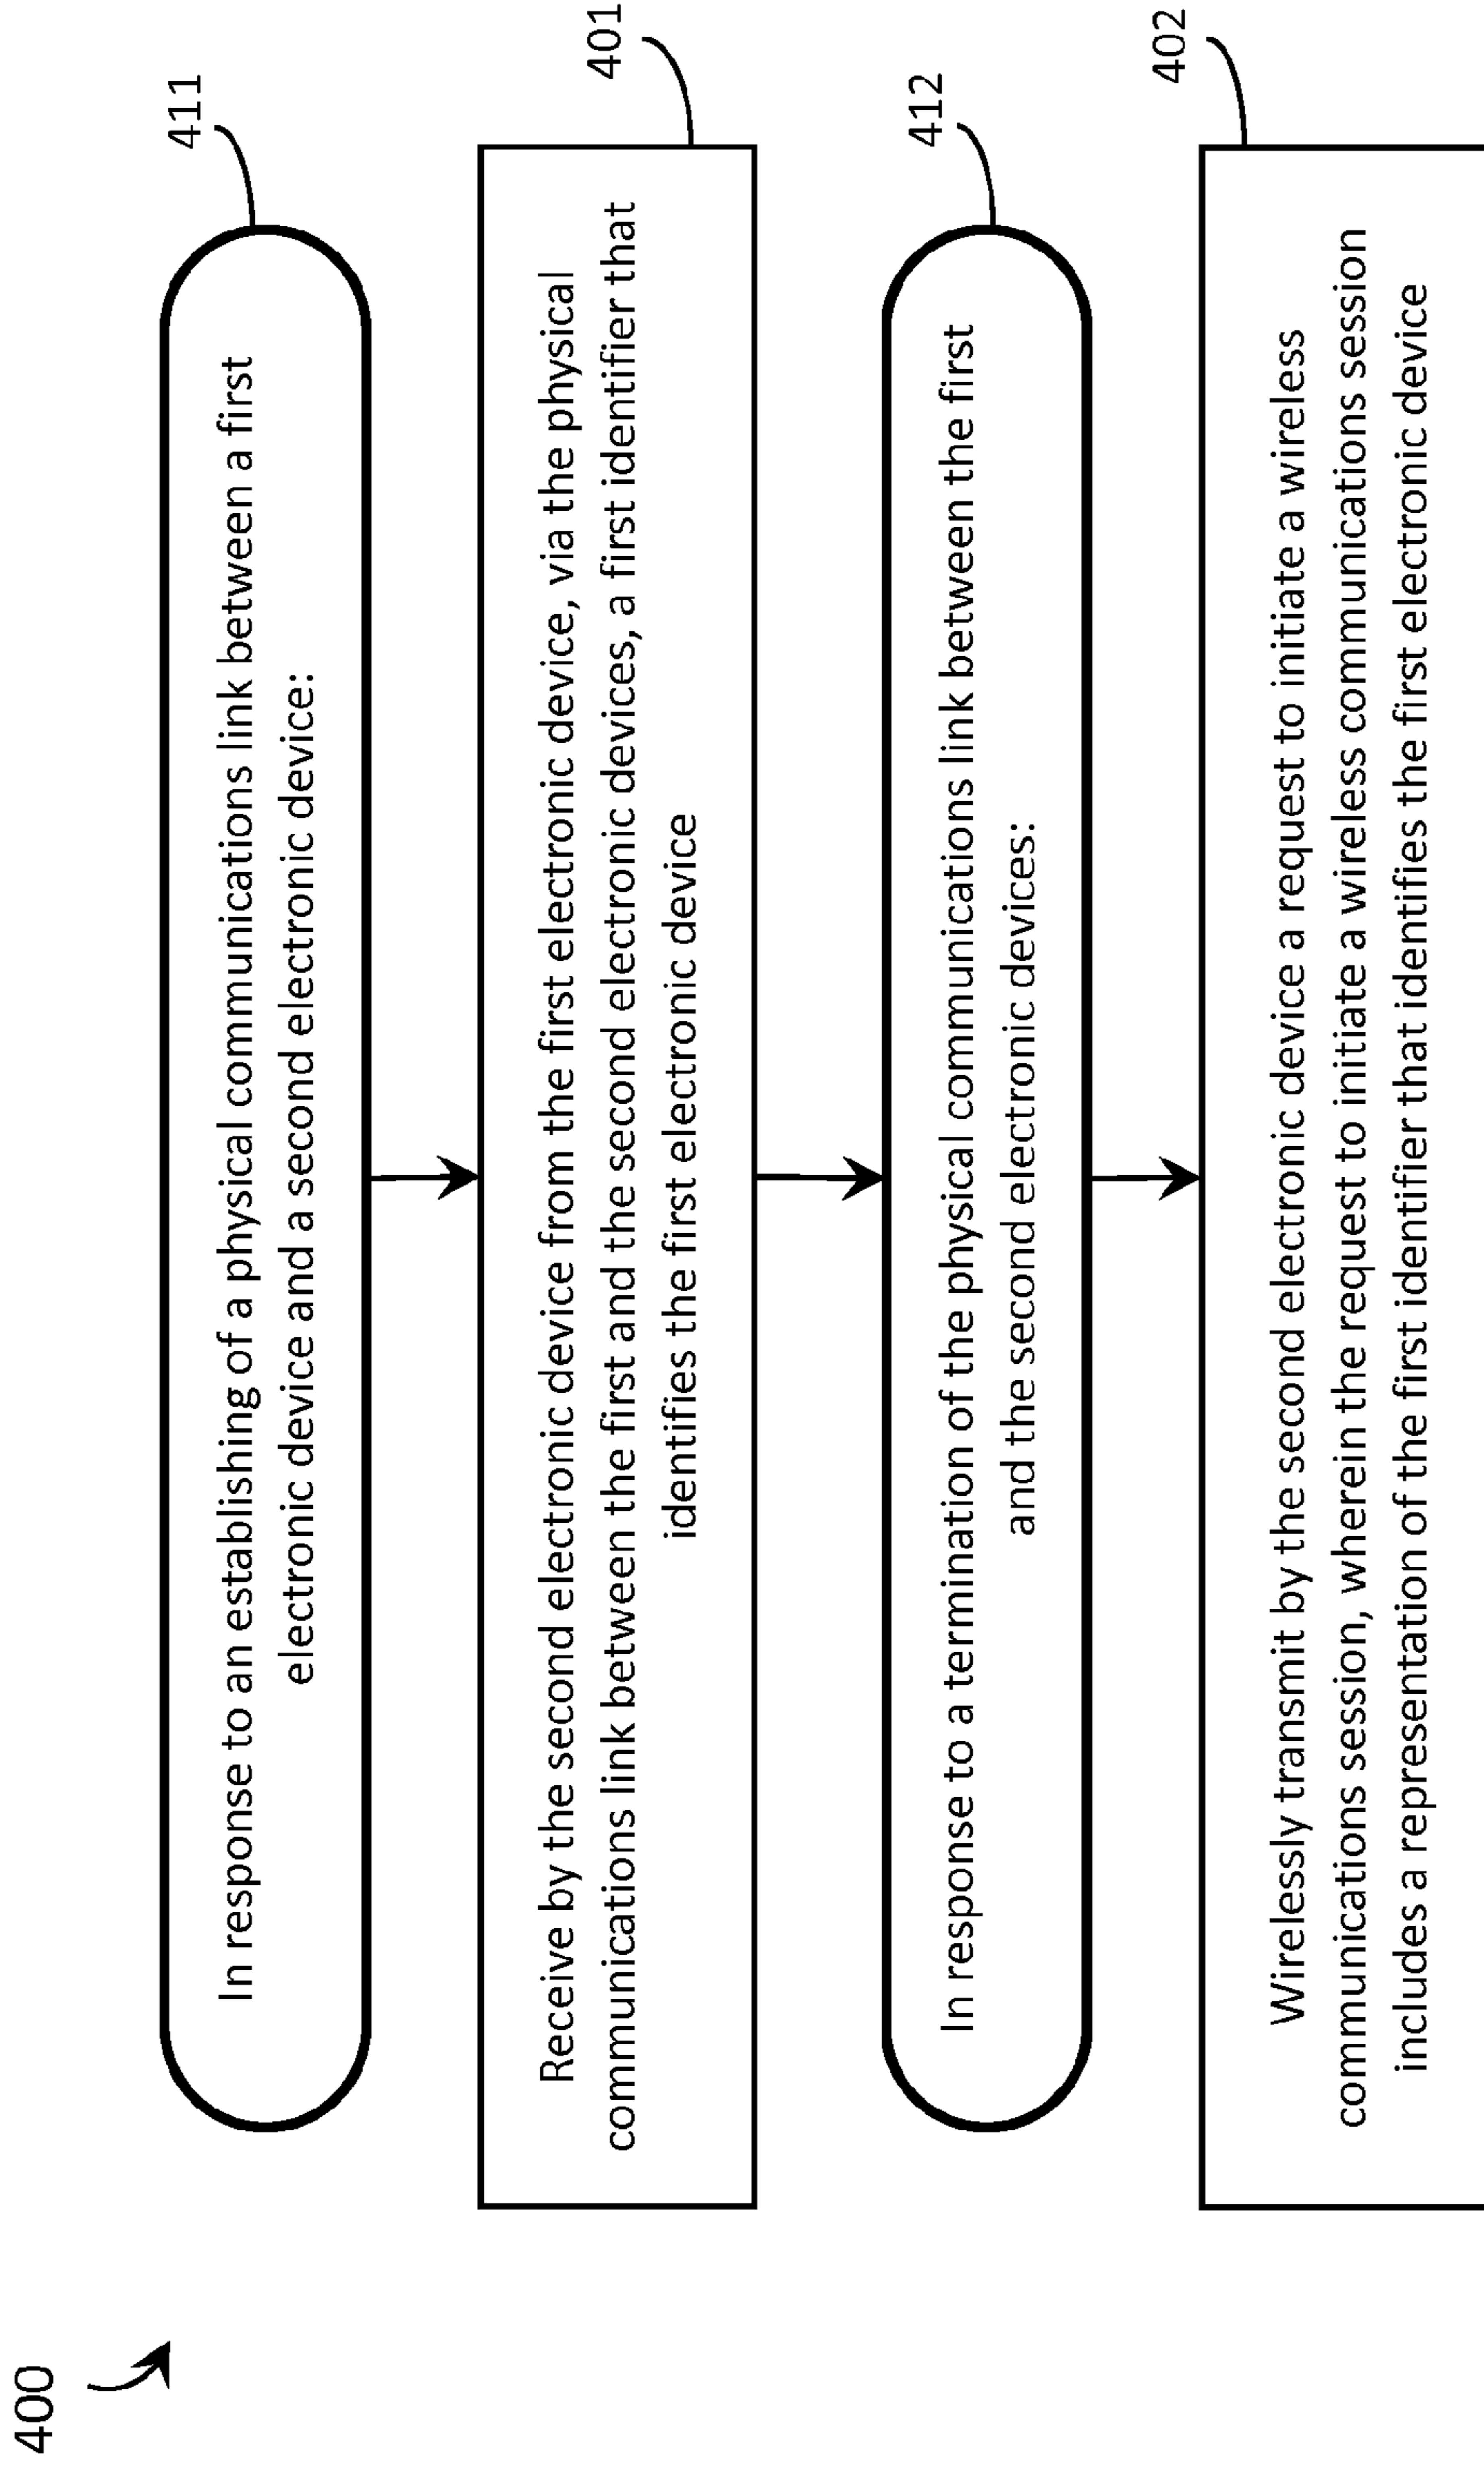 400
411
In response to an establishing of a physical communications link between a first
electronic device and a second electronic device:
401
Receive by the second electronic device from the first electronic device, via the physical
communications link between the first and the second electronic devices, a first identifier that
identifies the first electronic device
412
In response to a termination of the physical communications link between the first
and the second electronic devices:
402
Wirelessly transmit by the second electronic device a request to initiate a wireless
communications session, wherein the request to initiate a wireless communications session
includes a representation of the first identifier that identifies the first electronic device